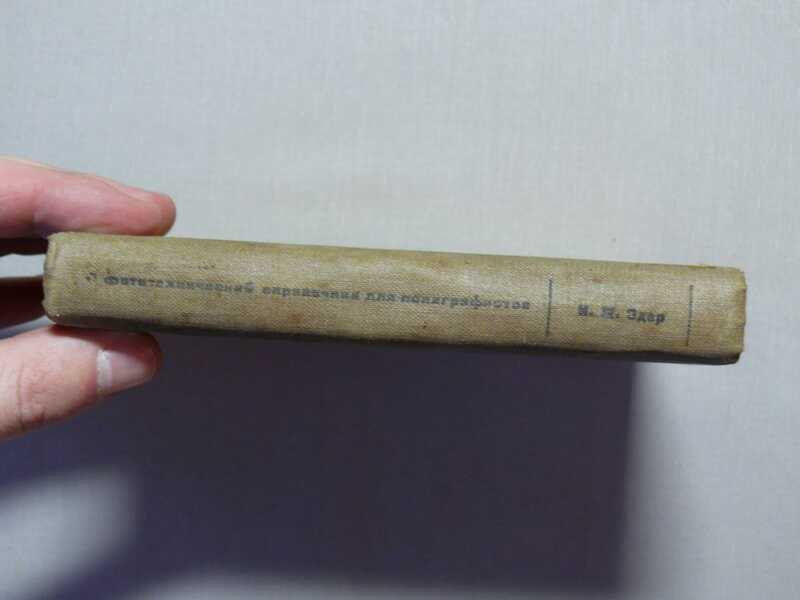 Фототехнический справочник для полиграфистов
И. М. Эдер